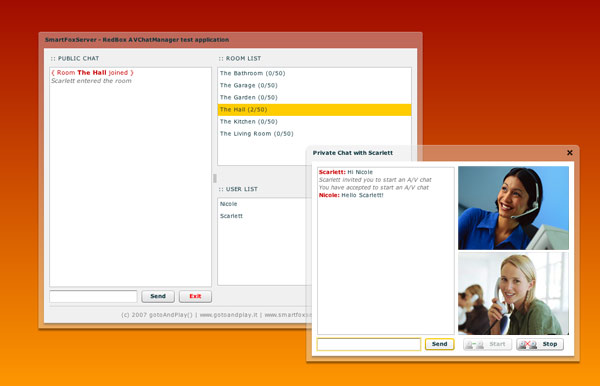 SmartFoxServer - RedBox AVChatManager test application
:: PUBLIC CHAT
{ Room The Hall joined }
Scarlett entered the room
Send
Exit
:: ROOM LIST
The Bathroom (0/50)
The Garage (0/50)
The Garden (0/50)
The Hall (2/50)
The Kitchen (0/50)
The Living Room (0/50)
:: USER LIST
Nicole
Scarlett
(c) 2007 gotoAndPlay() | www.gotoandplay.it | www.smartfoxs
Private Chat with Scarlett
Scarlett: Hi Nicole
Scarlett invited you to start an A/V chat
You have accepted to start an A/V chat
Nicole: Hello Scarlett!
Send
Start
Stop